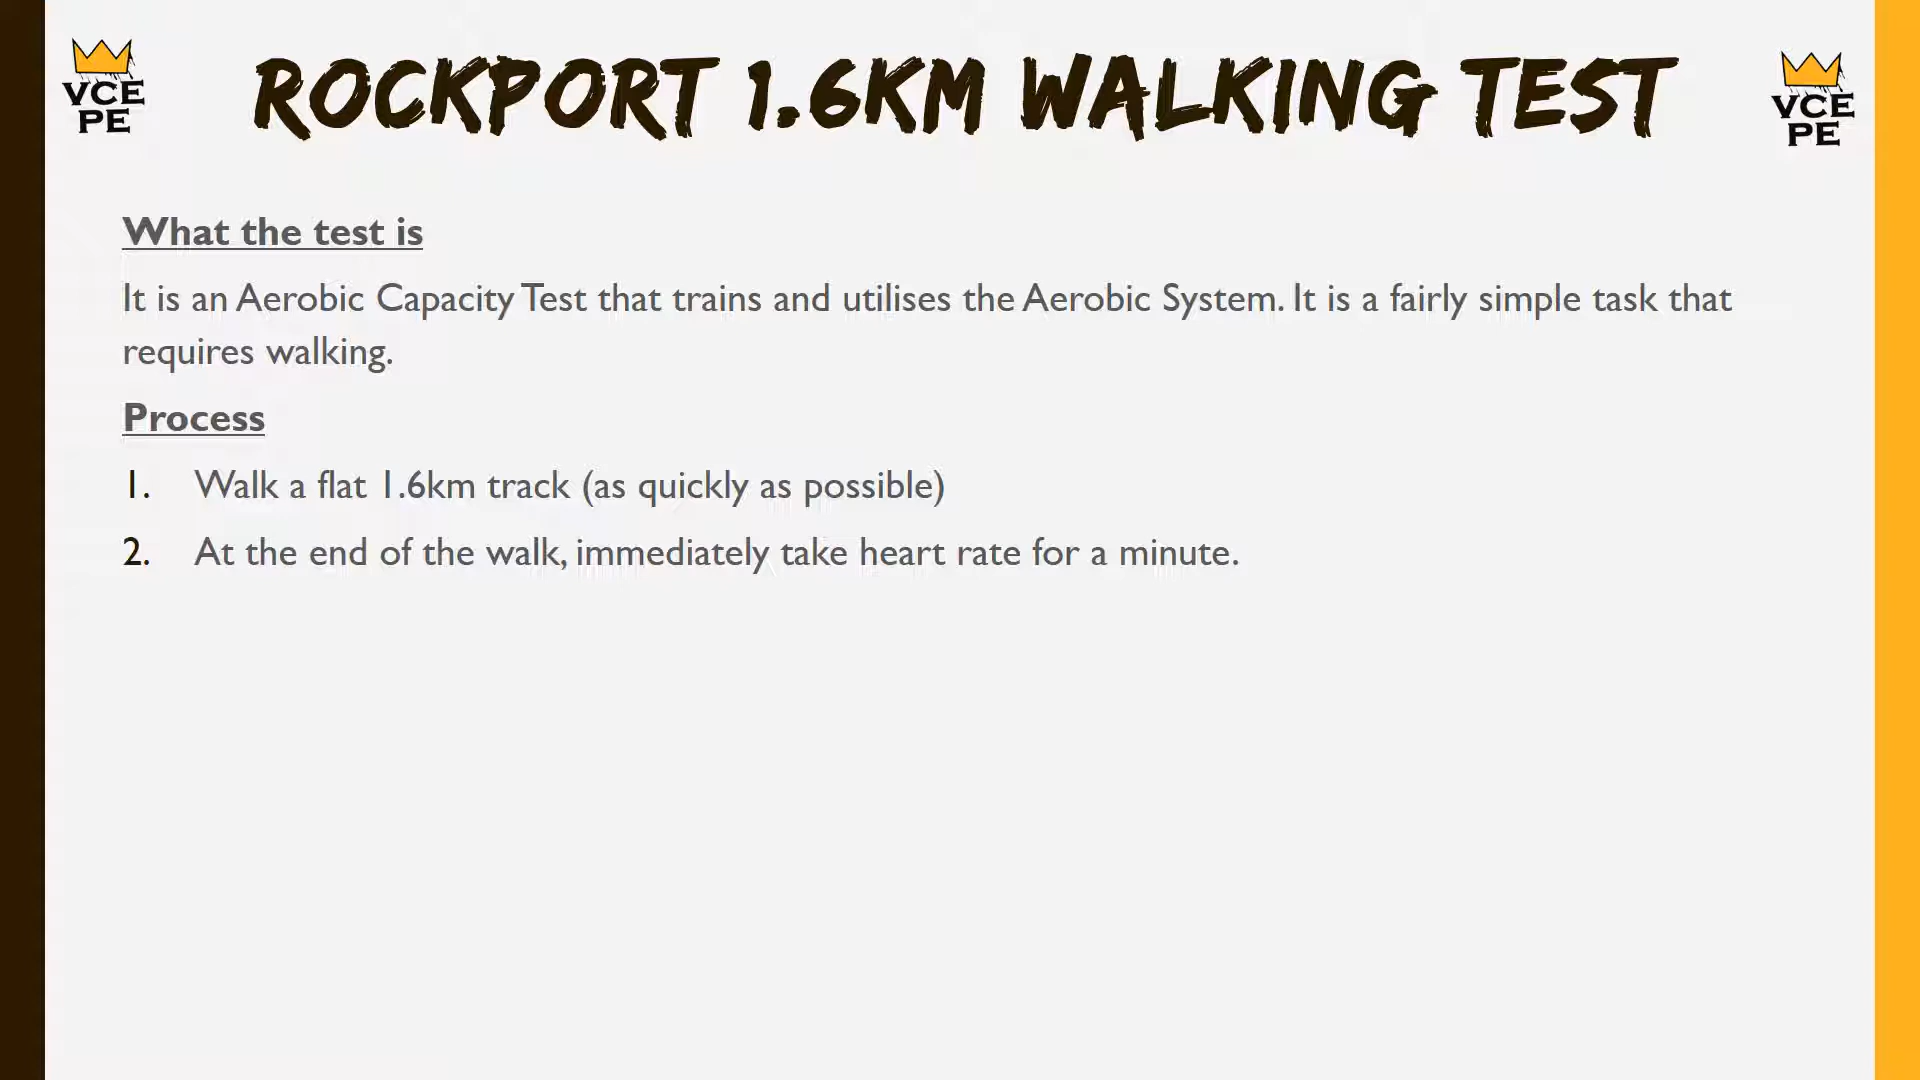 VCE
PE
ROCKPORT 1.6KM WALKING TEST
VCE
PE
What the test is
It is an Aerobic Capacity Test that trains and utilises the Aerobic System. It is a fairly simple task that
requires walking.
Process
1. Walk a flat 1.6km track (as quickly as possible)
2. At the end of the walk, immediately take heart rate for a minute.